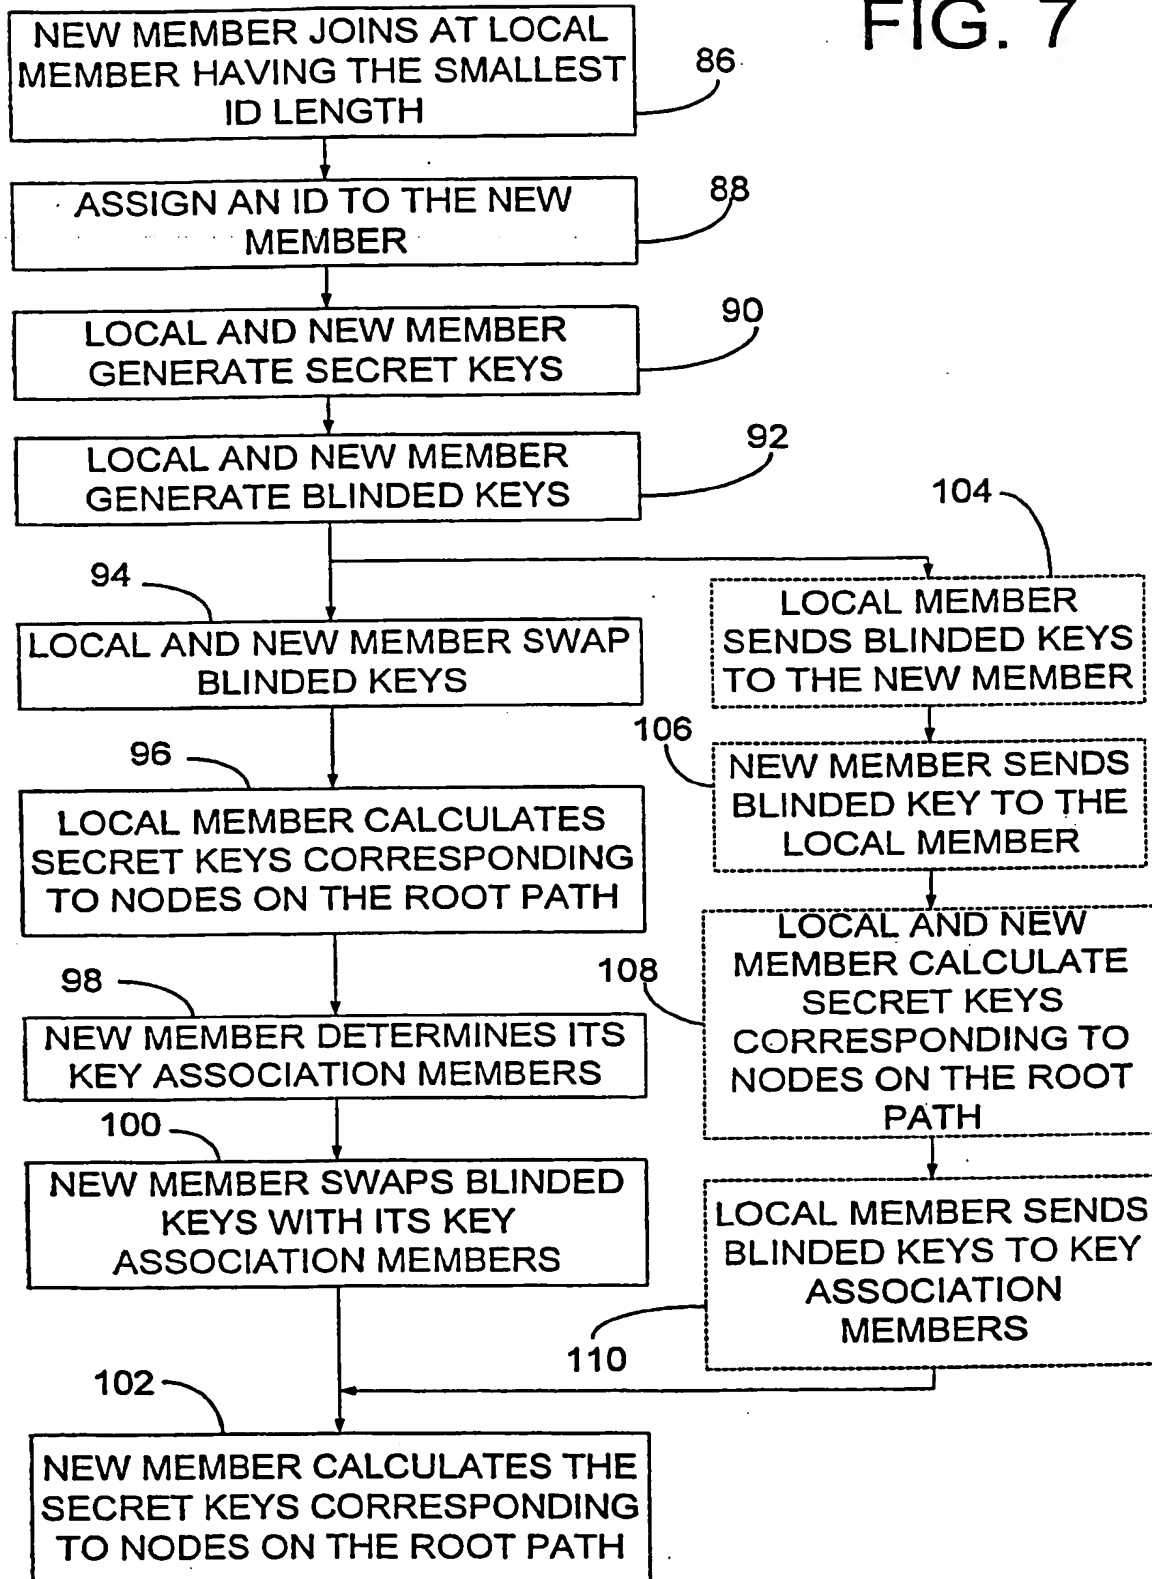 FIG. 7
NEW MEMBER JOINS AT LOCAL
MEMBER HAVING THE SMALLEST
ID LENGTH
86
ASSIGN AN ID TO THE NEW
MEMBER
88
LOCAL AND NEW MEMBER
GENERATE SECRET KEYS
90
LOCAL AND NEW MEMBER
GENERATE BLINDED KEYS
92
94
LOCAL AND NEW MEMBER SWAP
BLINDED KEYS
96
LOCAL MEMBER CALCULATES
SECRET KEYS CORRESPONDING
TO NODES ON THE ROOT PATH
98
NEW MEMBER DETERMINES ITS
KEY ASSOCIATION MEMBERS
100
NEW MEMBER SWAPS BLINDED
KEYS WITH ITS KEY
ASSOCIATION MEMBERS
104
LOCAL MEMBER
SENDS BLINDED KEYS
TO THE NEW MEMBER
106
NEW MEMBER SENDS
BLINDED KEY TO THE
LOCAL MEMBER
108
LOCAL AND NEW
MEMBER CALCULATE
SECRET KEYS
CORRESPONDING TO
NODES ON THE ROOT
PATH
LOCAL MEMBER SENDS
BLINDED KEYS TO KEY
ASSOCIATION
MEMBERS
110
102
NEW MEMBER CALCULATES THE
SECRET KEYS CORRESPONDING
TO NODES ON THE ROOT PATH